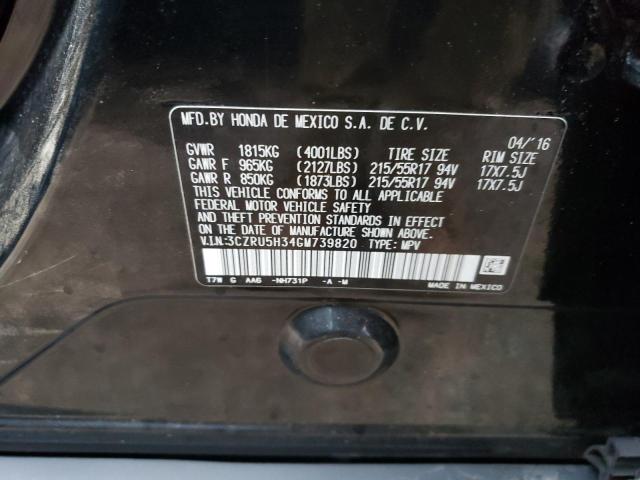 MFD.BY HONDA DE MEXICO S.A. DE C.V.
04/'16
GVWR 1815KG (4001LBS) TIRE SIZE RIM SIZE
GAWR F 965KG (2127LBS) 215/55R17 94V 17X7.5J
GAWR R 850KG (1873LBS) 215/55R17 94V 17X7.5J
THIS VEHICLE CONFORMS TO ALL APPLICABLE
FEDERAL MOTOR VEHICLE SAFETY
AND THEFT PREVENTION STANDARDS IN EFFECT
ON THE DATE OF MANUFACTURE SHOWN ABOVE.
V.I.N:3CZRU5H34GM739820 TYPE: MPV
T7W G AA6 -NH731P -A -M
MADE IN MEXICO